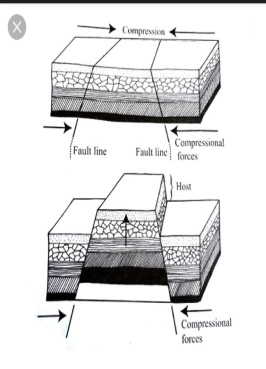 Compression
Fault line
Fault line
Compressional
forces
Host
Compressional
forces